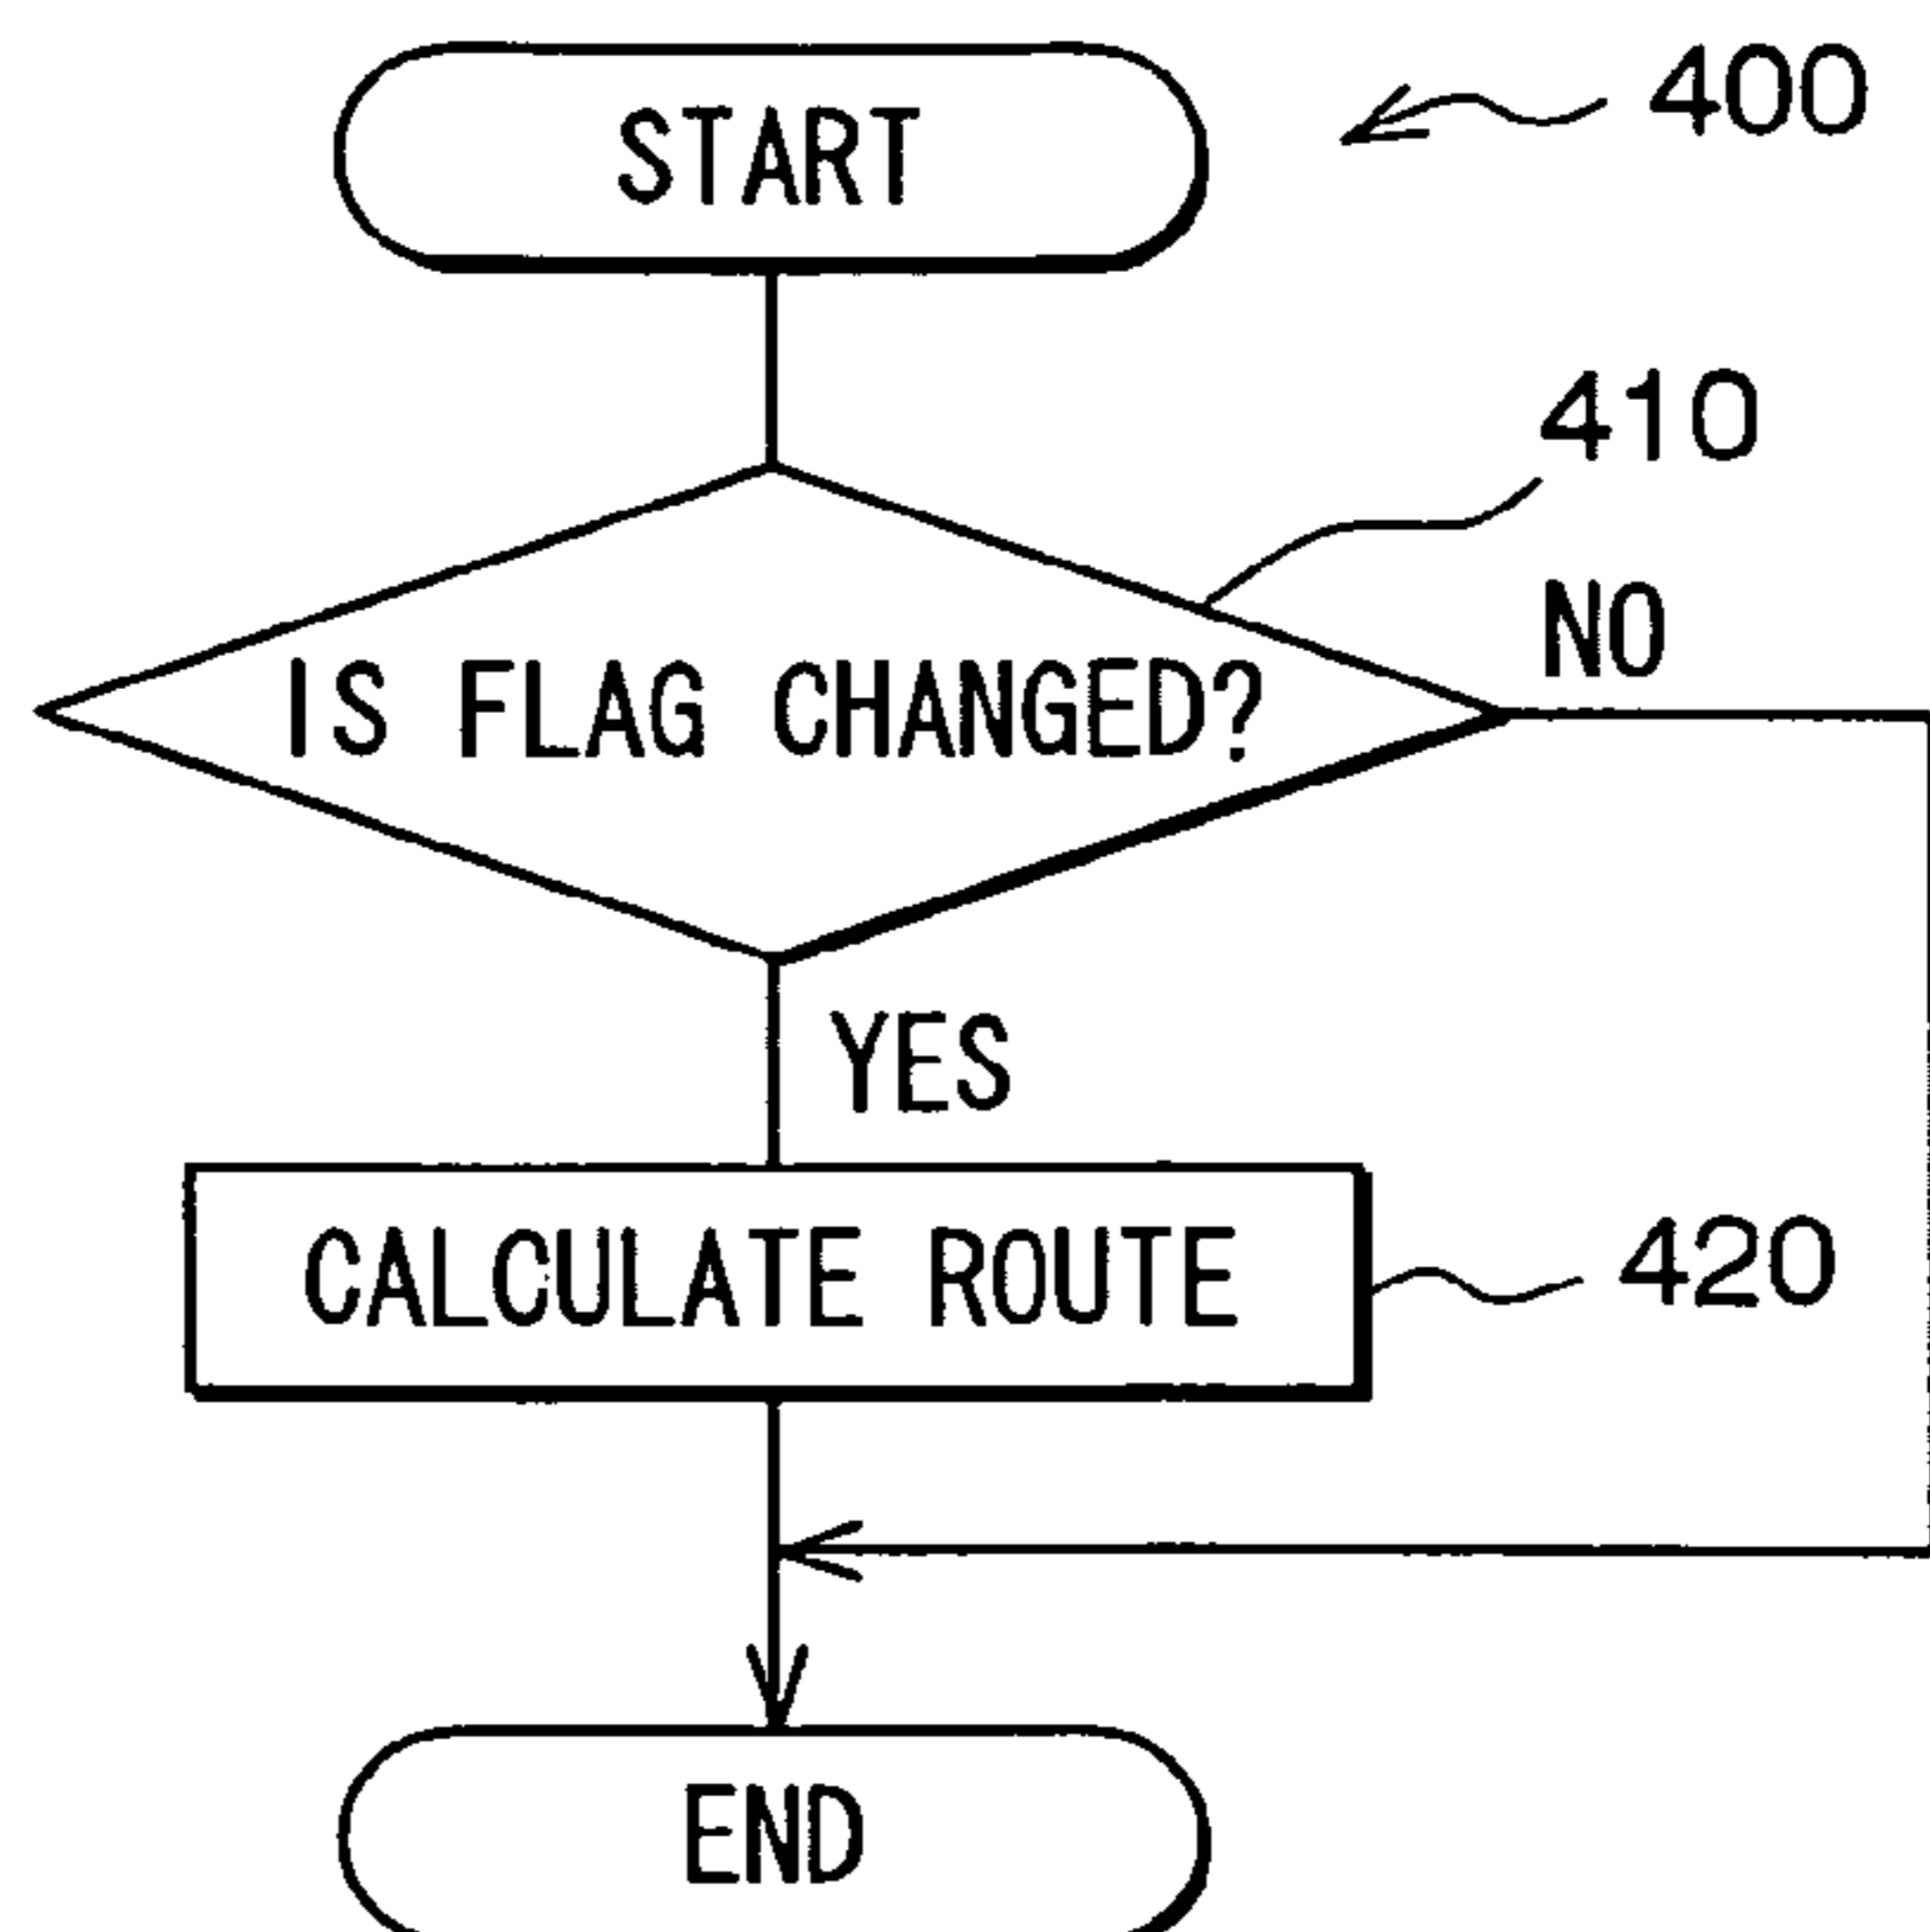 START
400
410
NO
IS FLAG CHANGED?
YES
CALCULATE ROUTE
420
END